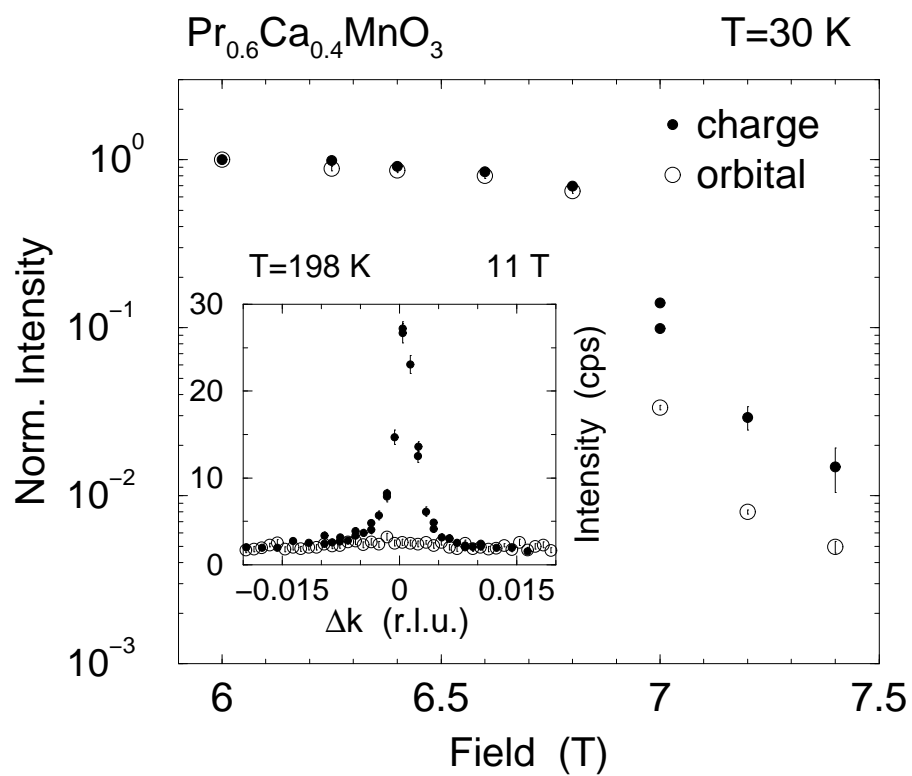 Pr0.6Ca0.4MnO3 T=30 K
charge
orbital
10^0
10^−1
10^−2
10^−3
Norm. Intensity
T=198 K 11 T
30
20
10
0
−0.015 0 0.015
Δk (r.l.u.)
Intensity (cps)
6 6.5 7 7.5
Field (T)